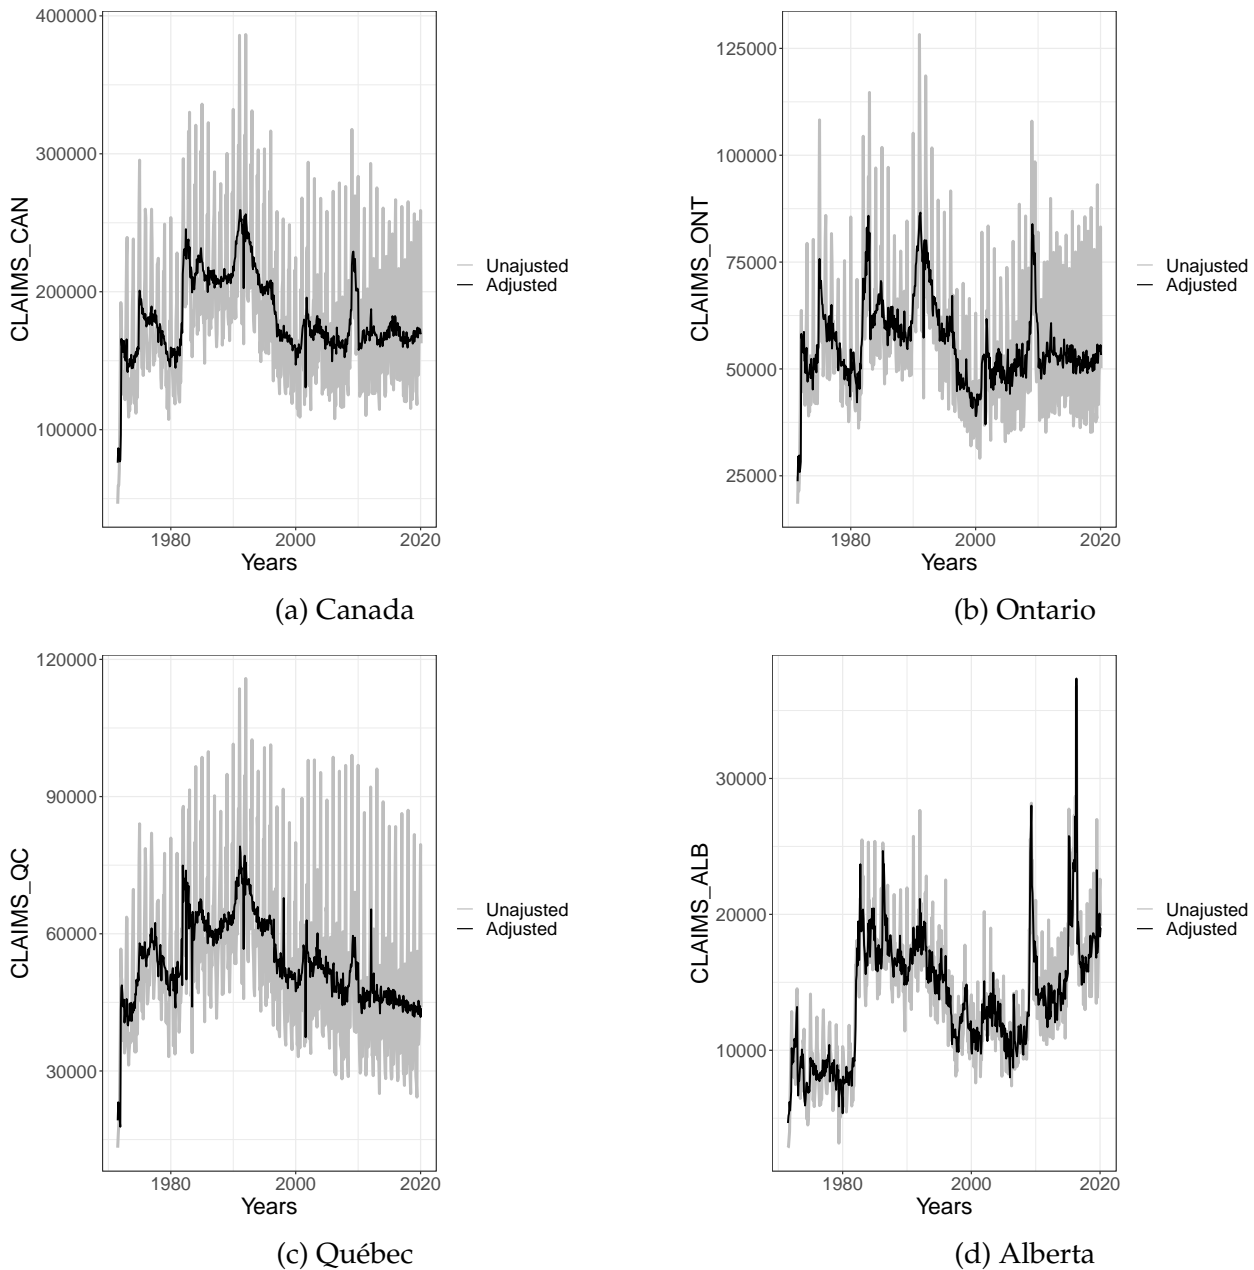 400000
300000
200000
100000
CLAIMS_CAN
1980 2000 2020
Years
Unajusted
Adjusted
(a) Canada
125000
100000
75000
50000
25000
CLAIMS_ONT
1980 2000 2020
Years
Unajusted
Adjusted
(b) Ontario
120000
90000
60000
30000
CLAIMS_QC
1980 2000 2020
Years
Unajusted
Adjusted
(c) Québec
30000
20000
10000
CLAIMS_ALB
1980 2000 2020
Years
Unajusted
Adjusted
(d) Alberta